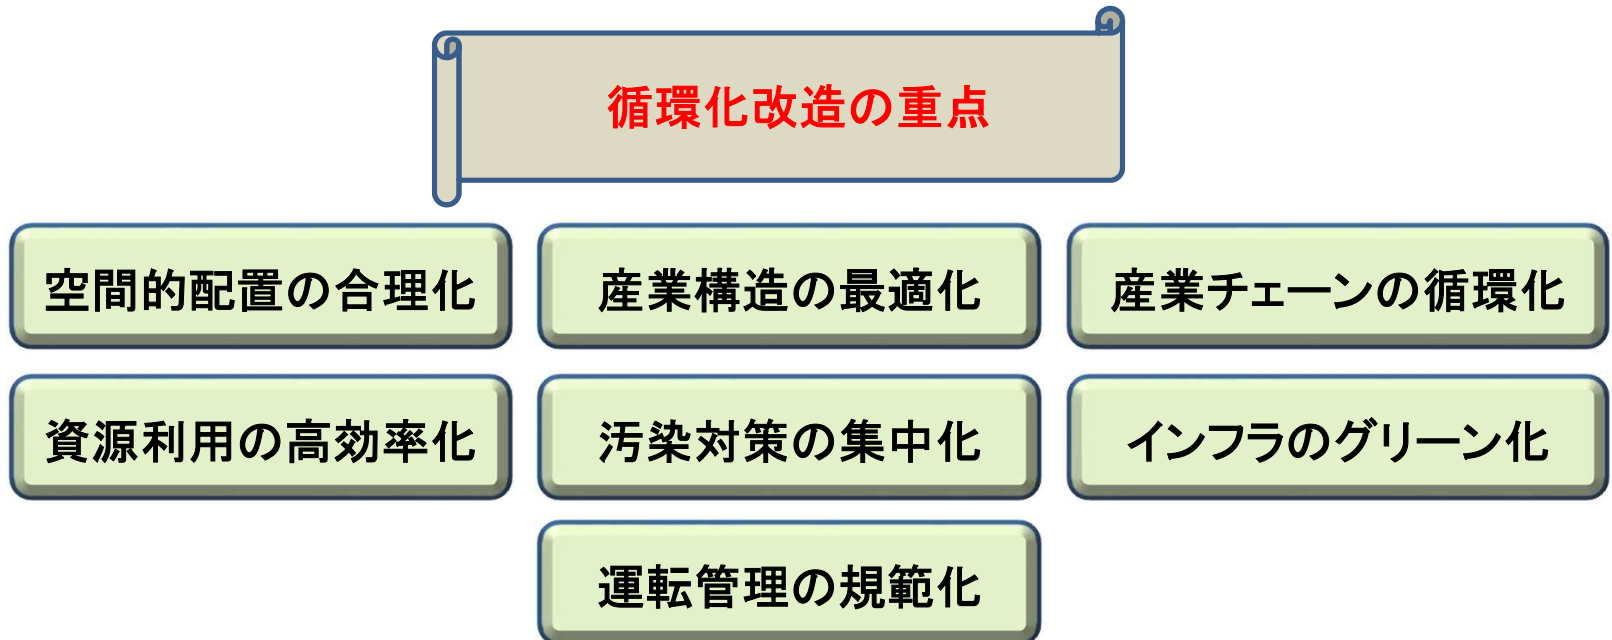 循環化改造の重点
空間的配置の合理化
産業構造の最適化
産業チェーンの循環化
資源利用の高効率化
汚染対策の集中化
インフラのグリーン化
運転管理の規範化